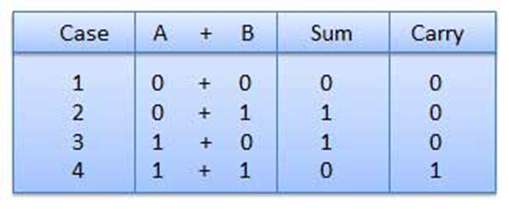 Case A + B Sum Carry
1 0 + 0 0 0
2 0 + 1 1 0
3 1 + 0 1 0
4 1 + 1 0 1